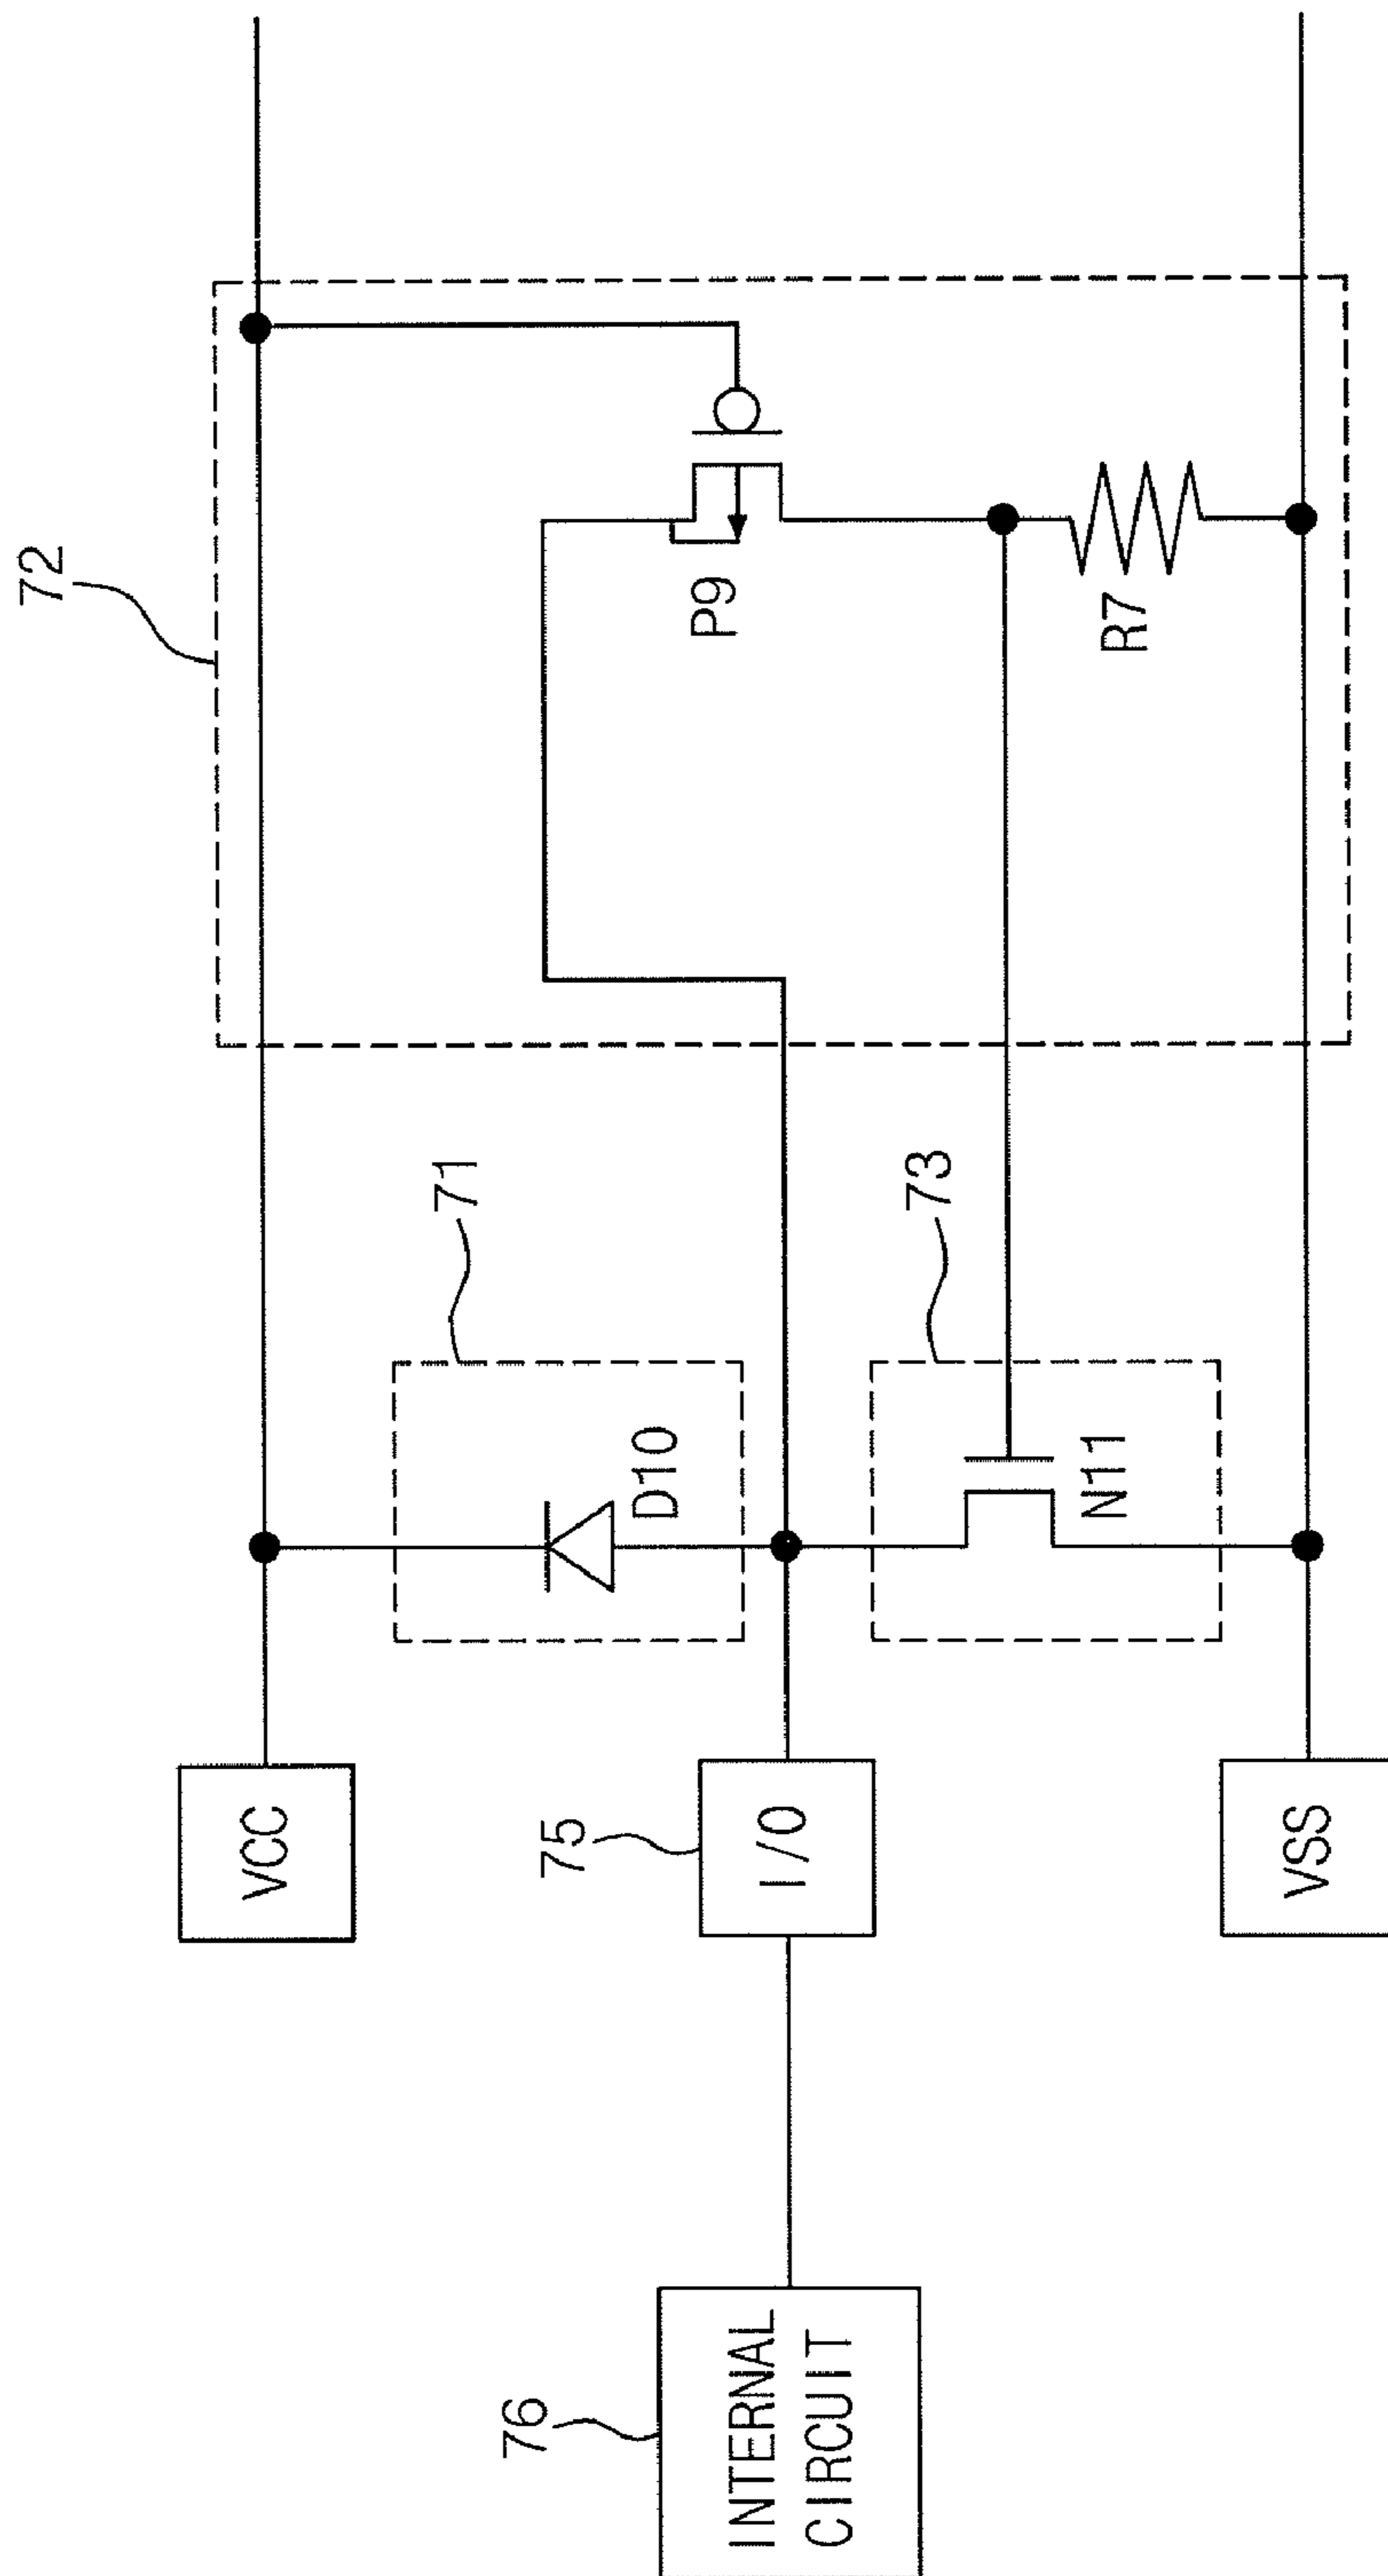 72
P9
R7
71
D10
73
N11
VCC
75
I/O
VSS
76
INTERNAL
CIRCUIT